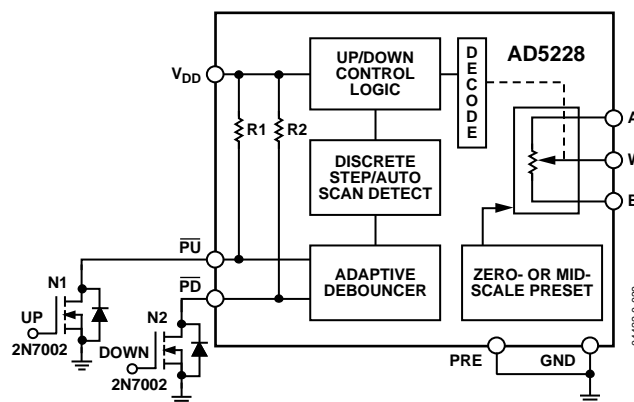 AD5228
UP/DOWN
CONTROL
LOGIC
D
E
C
O
D
E
VDD
R1
R2
A
W
B
DISCRETE
STEP/AUTO
SCAN DETECT
PU
PD
ADAPTIVE
DEBOUNCER
ZERO- OR MID-
SCALE PRESET
N1
UP
2N7002
N2
DOWN
2N7002
PRE
GND